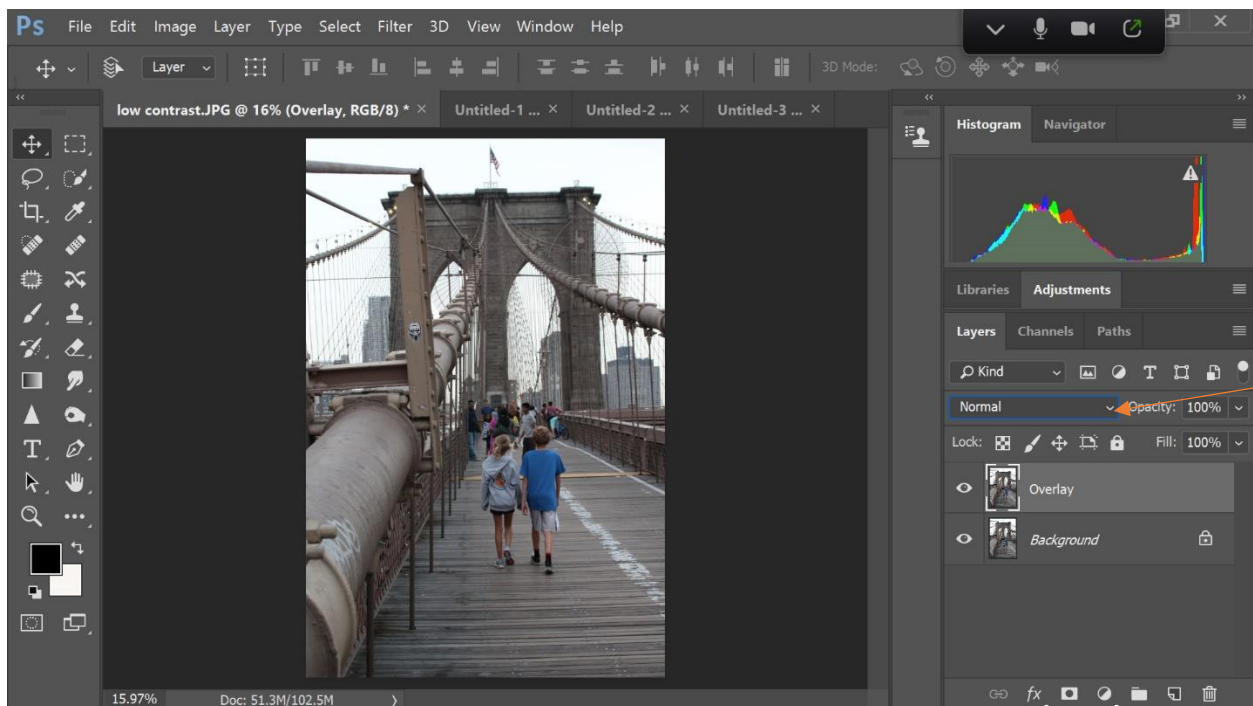 Ps File Edit Image Layer Type Select Filter 3D View Window Help
Layer 3D Mode:
low contrast.JPG @ 16% (Overlay, RGB/8) * × Untitled-1 ... × Untitled-2 ... × Untitled-3 ... ×
Histogram Navigator
Libraries Adjustments
Layers Channels Paths
Kind
Normal Opacity: 100%
Lock: Fill: 100%
Overlay
Background
15.97% Doc: 51.3M/102.5M